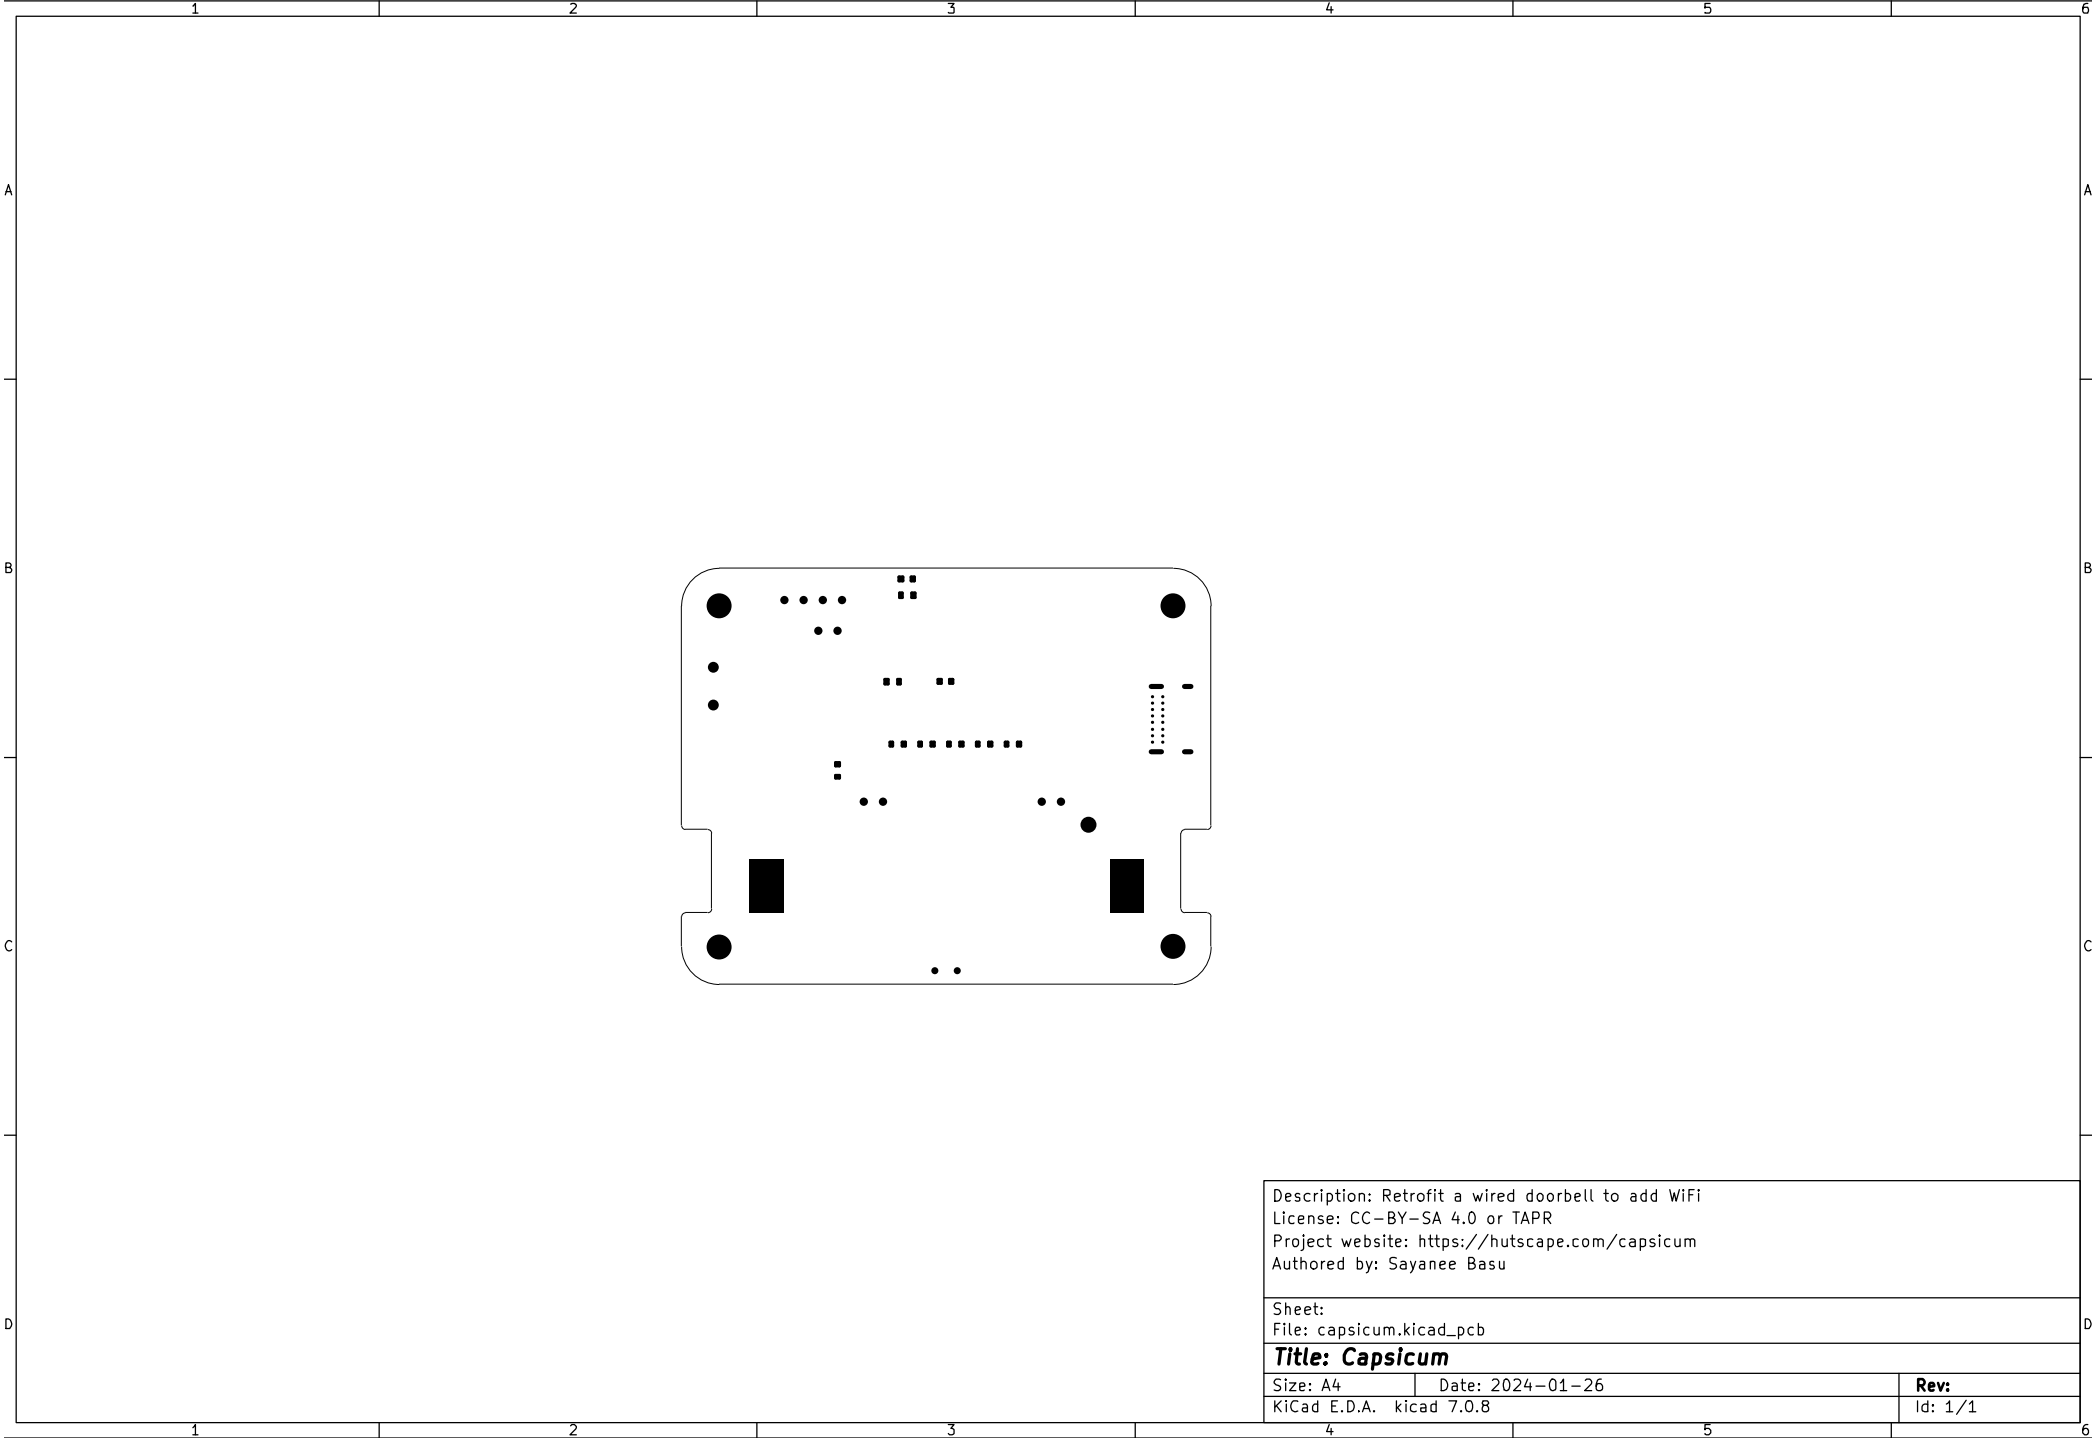 1 2 3 4 5 6
A A
B B
C C
D D
Description: Retrofit a wired doorbell to add WiFi
License: CC-BY-SA 4.0 or TAPR
Project website: https://hutscape.com/capsicum
Authored by: Sayanee Basu
Sheet:
File: capsicum.kicad_pcb
Title: Capsicum
Size: A4 Date: 2024-01-26 Rev:
KiCad E.D.A. kicad 7.0.8 Id: 1/1
1 2 3 4 5 6